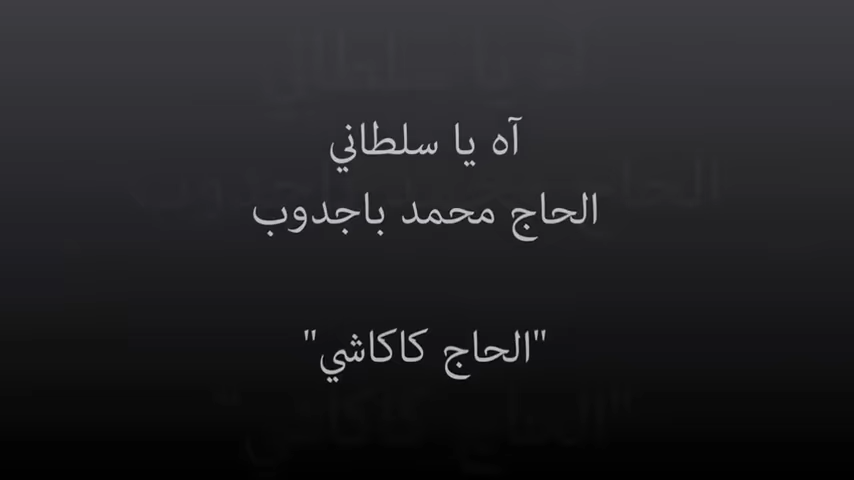 آه يا سلطاني
الحاج محمد باجدوب
"الحاج كاكاشي"